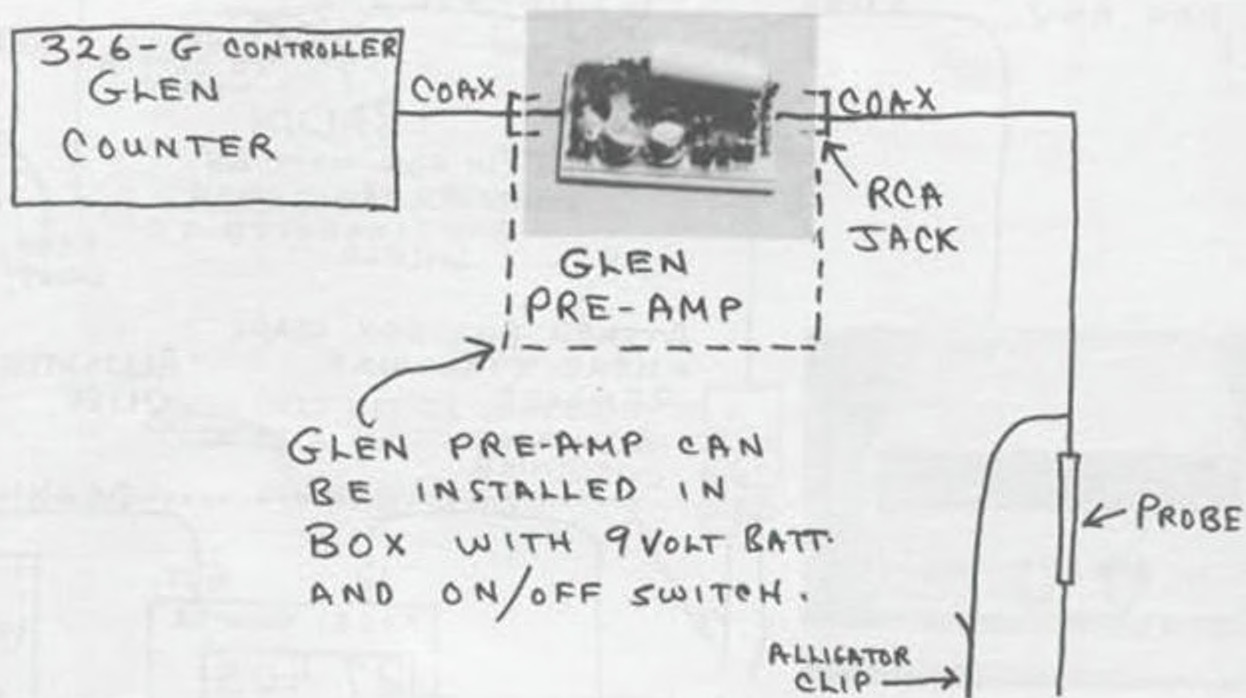 326-G CONTROLLER
GLEN
COUNTER
COAX
COAX
RCA
JACK
GLEN
PRE-AMP
GLEN PRE-AMP CAN
BE INSTALLED IN
BOX WITH 9 VOLT BATT.
AND ON/OFF SWITCH.
PROBE
ALLIGATOR
CLIP